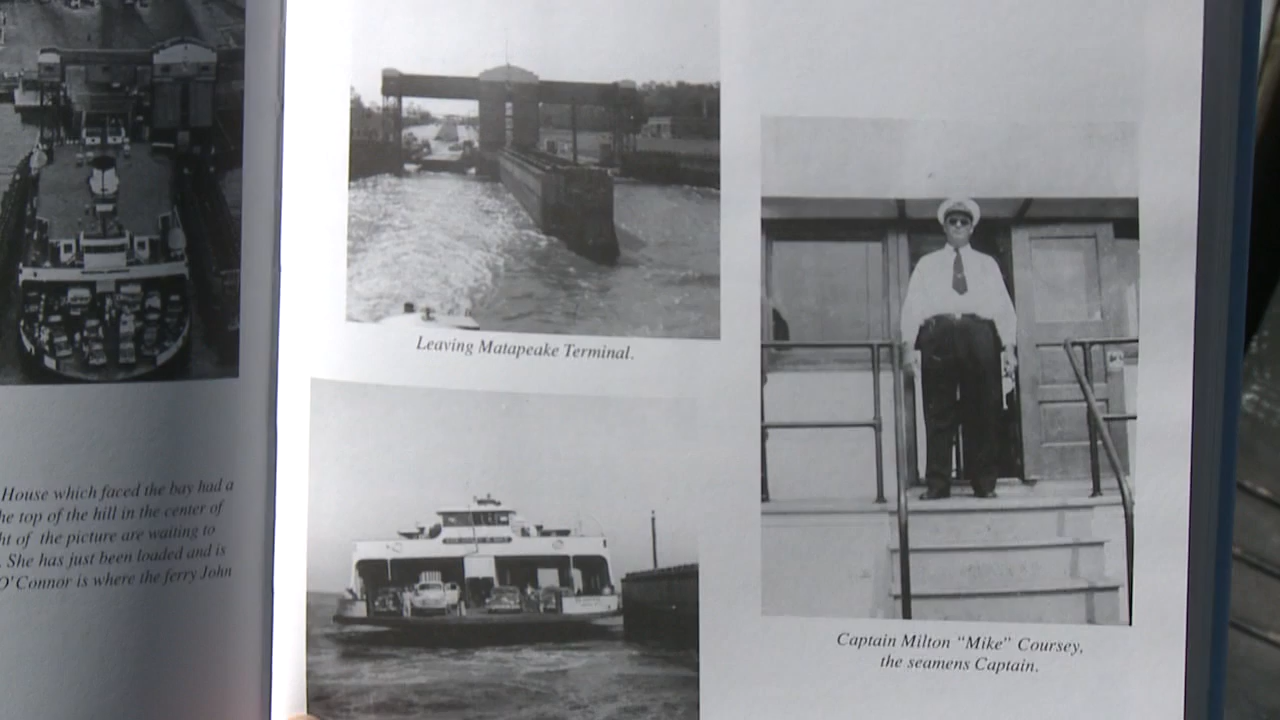 House which faced the bay had a
he top of the hill in the center of
ht of the picture are waiting to
. She has just been loaded and is
O'Connor is where the ferry John
Leaving Matapeake Terminal.
Captain Milton “Mike” Coursey,
the seamens Captain.